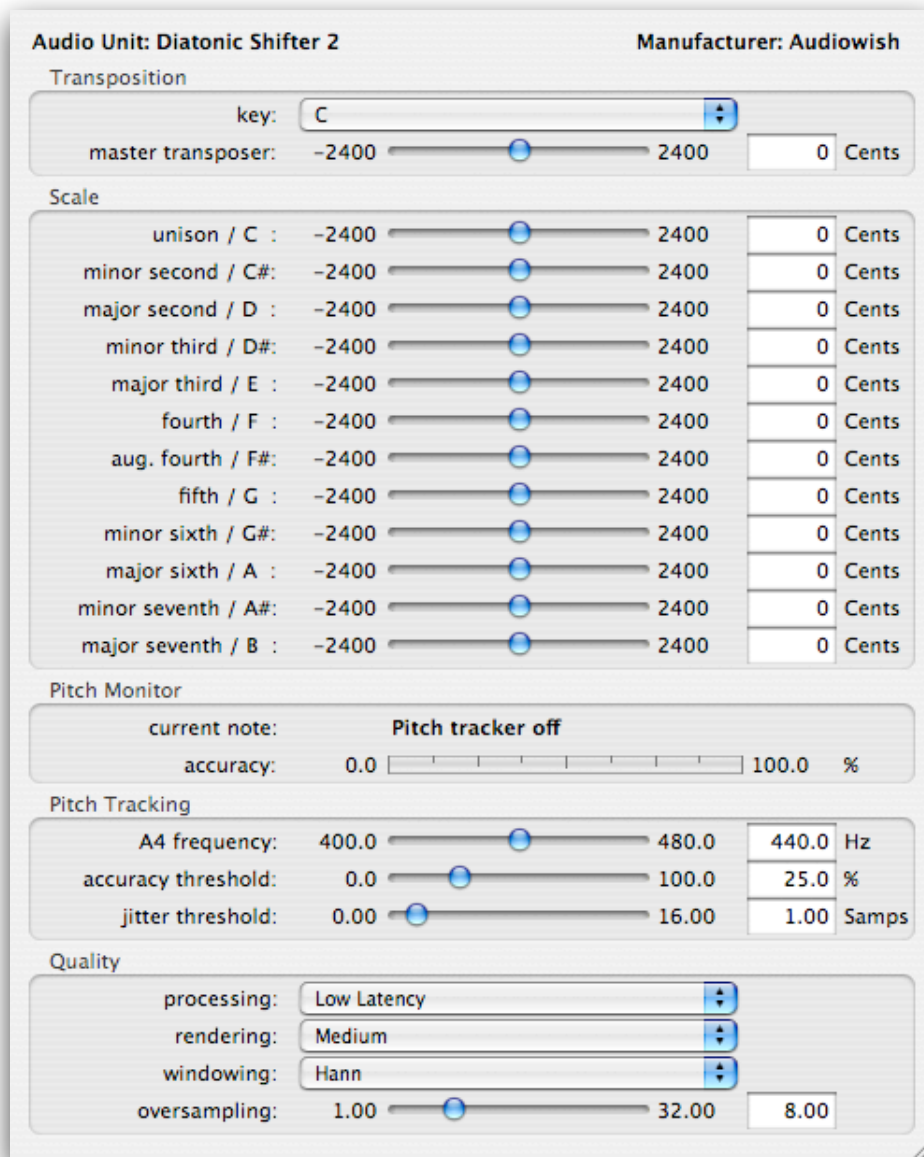 Audio Unit: Diatonic Shifter 2 Manufacturer: Audiowish
Transposition
key: C
master transposer: -2400 2400 0 Cents
Scale
unison / C : -2400 2400 0 Cents
minor second / C#: -2400 2400 0 Cents
major second / D : -2400 2400 0 Cents
minor third / D#: -2400 2400 0 Cents
major third / E : -2400 2400 0 Cents
fourth / F : -2400 2400 0 Cents
aug. fourth / F#: -2400 2400 0 Cents
fifth / G : -2400 2400 0 Cents
minor sixth / G#: -2400 2400 0 Cents
major sixth / A : -2400 2400 0 Cents
minor seventh / A#: -2400 2400 0 Cents
major seventh / B : -2400 2400 0 Cents
Pitch Monitor
current note: Pitch tracker off
accuracy: 0.0 100.0 %
Pitch Tracking
A4 frequency: 400.0 480.0 440.0 Hz
accuracy threshold: 0.0 100.0 25.0 %
jitter threshold: 0.00 16.00 1.00 Samps
Quality
processing: Low Latency
rendering: Medium
windowing: Hann
oversampling: 1.00 32.00 8.00